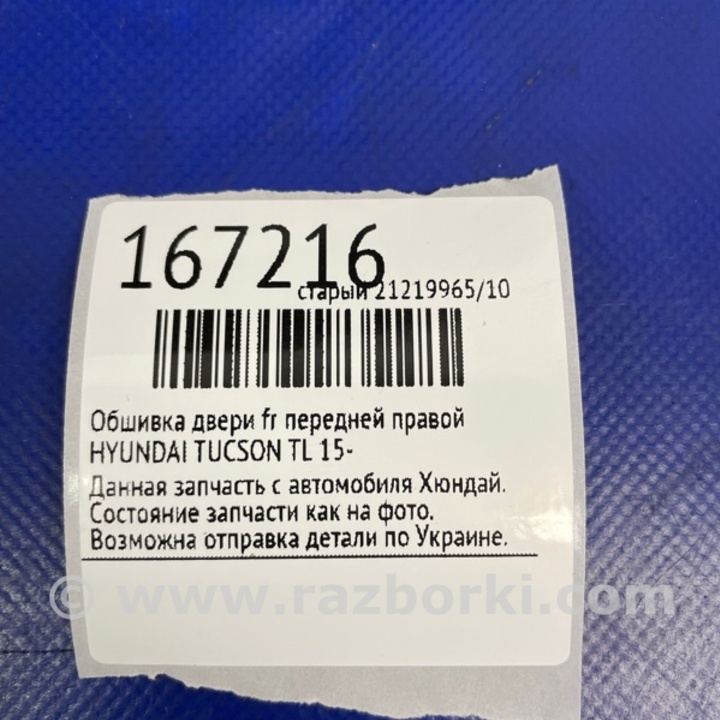 167216
старый 21219965/10
Обшивка двери fr передней правой
HYUNDAI TUCSON TL 15-
Данная запчасть с автомобиля Хюндай.
Состояние запчасти как на фото.
Возможна отправка детали по Украине.
© www.razborki.com